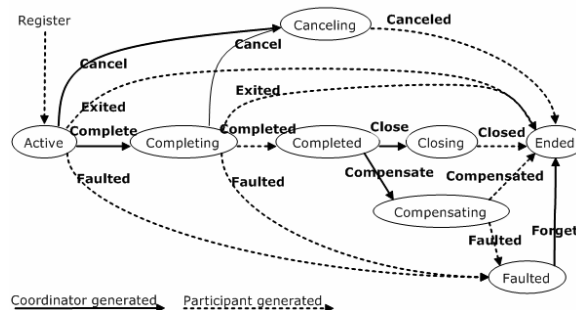 Register
Canceling
Canceled
Cancel
Cancel
Exited
Exited
Complete
Completed
Close
Closed
Active
Completing
Completed
Closing
Ended
Faulted
Faulted
Compensate
Compensated
Compensating
Faulted
Forget
Faulted
Coordinator generated
Participant generated